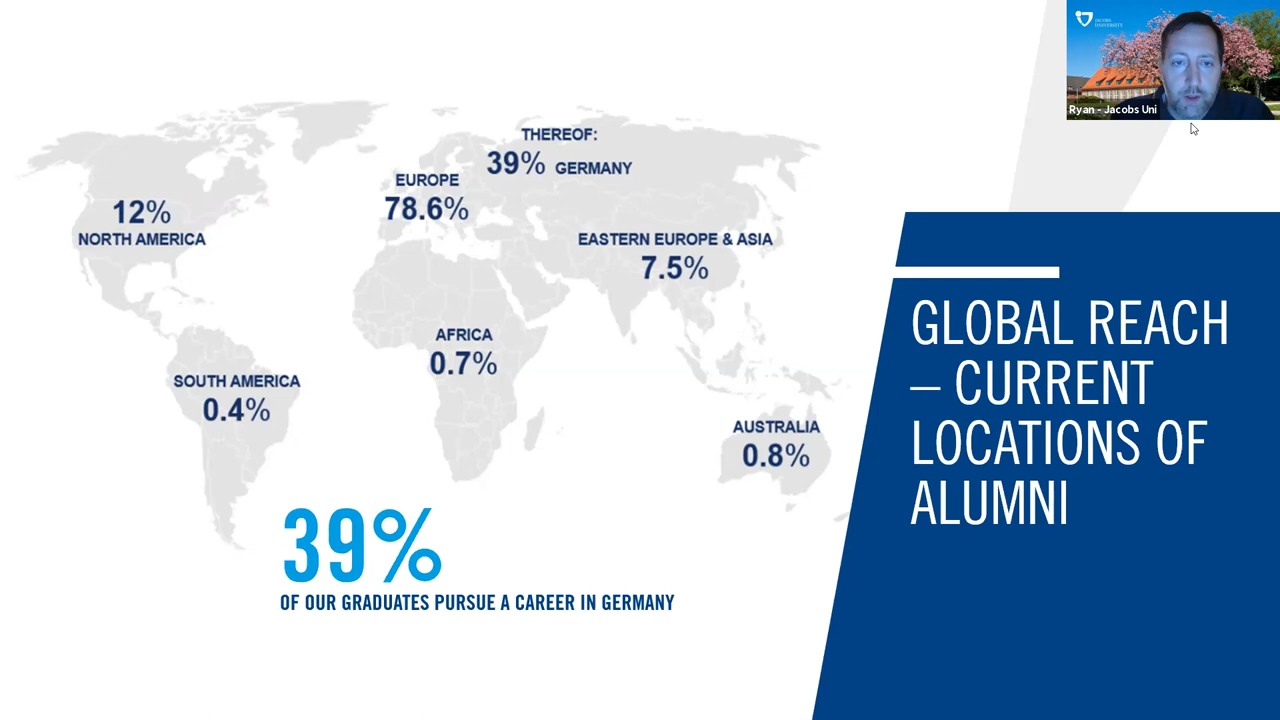 JACOBS
UNIVERSITY
Ryan - Jacobs Uni
THEREOF:
39% GERMANY
EUROPE
78.6%
12%
NORTH AMERICA
EASTERN EUROPE & ASIA
7.5%
AFRICA
0.7%
SOUTH AMERICA
0.4%
AUSTRALIA
0.8%
39%
OF OUR GRADUATES PURSUE A CAREER IN GERMANY
GLOBAL REACH
– CURRENT
LOCATIONS OF
ALUMNI